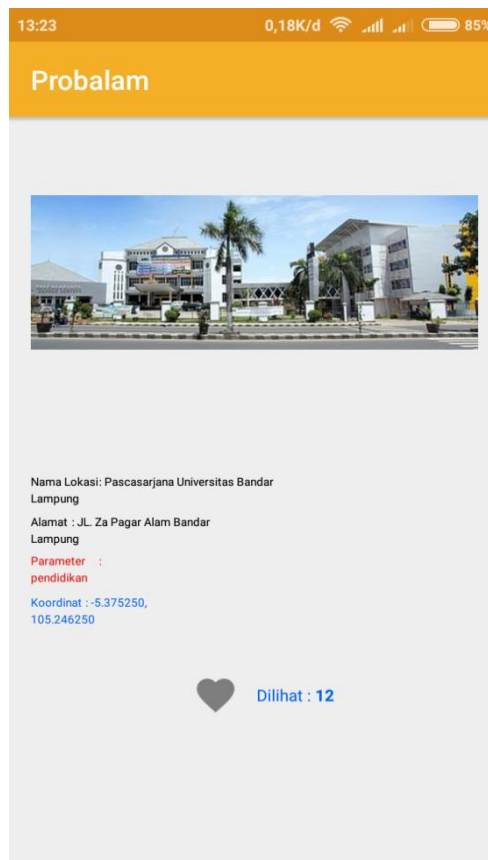 13:23 0,18K/d 85%
Probalam
Nama Lokasi: Pascasarjana Universitas Bandar
Lampung
Alamat : JL. Za Pagar Alam Bandar
Lampung
Parameter :
pendidikan
Koordinat : -5.375250,
105.246250
Dilihat : 12